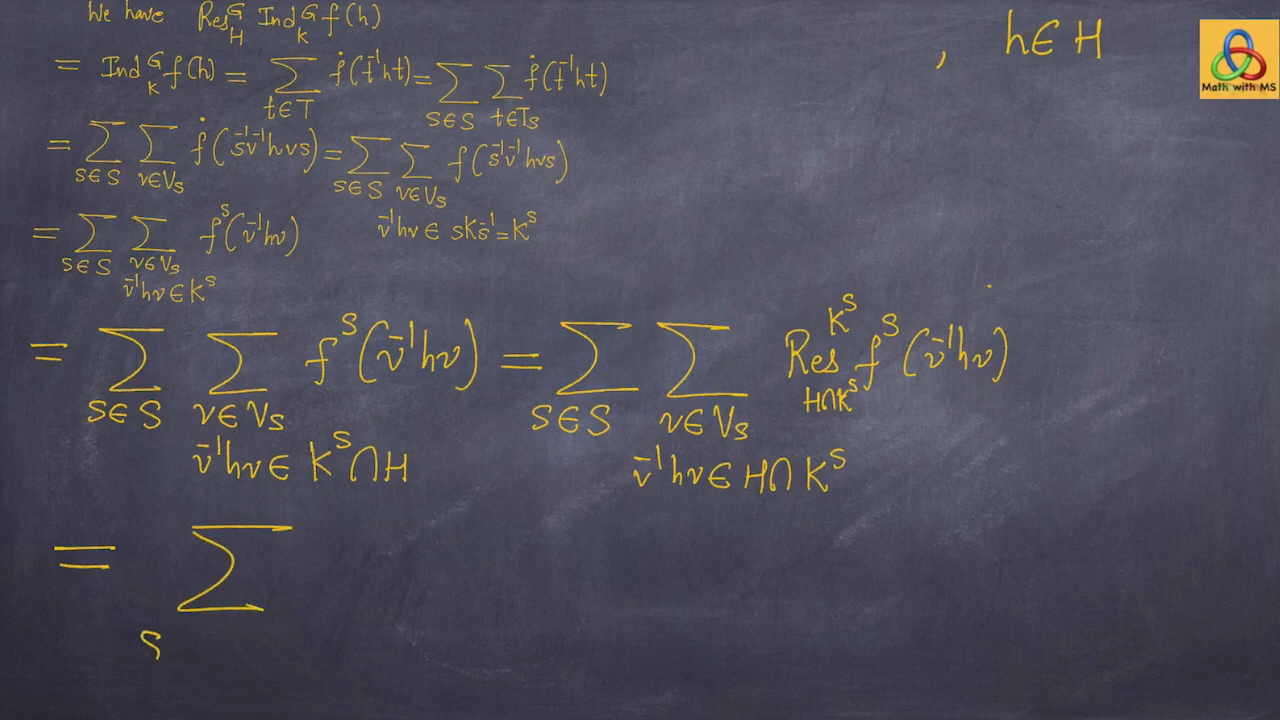 We have Res^G_H Ind^G_K f(h)
, h ∈ H
Math with MS
= Ind^G_K f(h) = ∑_{t∈T} ḟ(t⁻¹ht) = ∑_{s∈S} ∑_{t∈T_s} ḟ(t⁻¹ht)
= ∑_{s∈S} ∑_{v∈V_s} ḟ(s⁻¹v⁻¹hvs) = ∑_{s∈S} ∑_{v∈V_s} f(s⁻¹v⁻¹hvs)
= ∑_{s∈S} ∑_{v∈V_s} f^s(v⁻¹hv) v⁻¹hv ∈ sKs⁻¹ = K^s
v⁻¹hv ∈ K^s
= ∑_{s∈S} ∑_{v∈V_s} f^s(v⁻¹hv) = ∑_{s∈S} ∑_{v∈V_s} Res^{K^s}_{H∩K^s} f^s(v⁻¹hv)
v⁻¹hv ∈ K^s ∩ H v⁻¹hv ∈ H ∩ K^s
= ∑_s